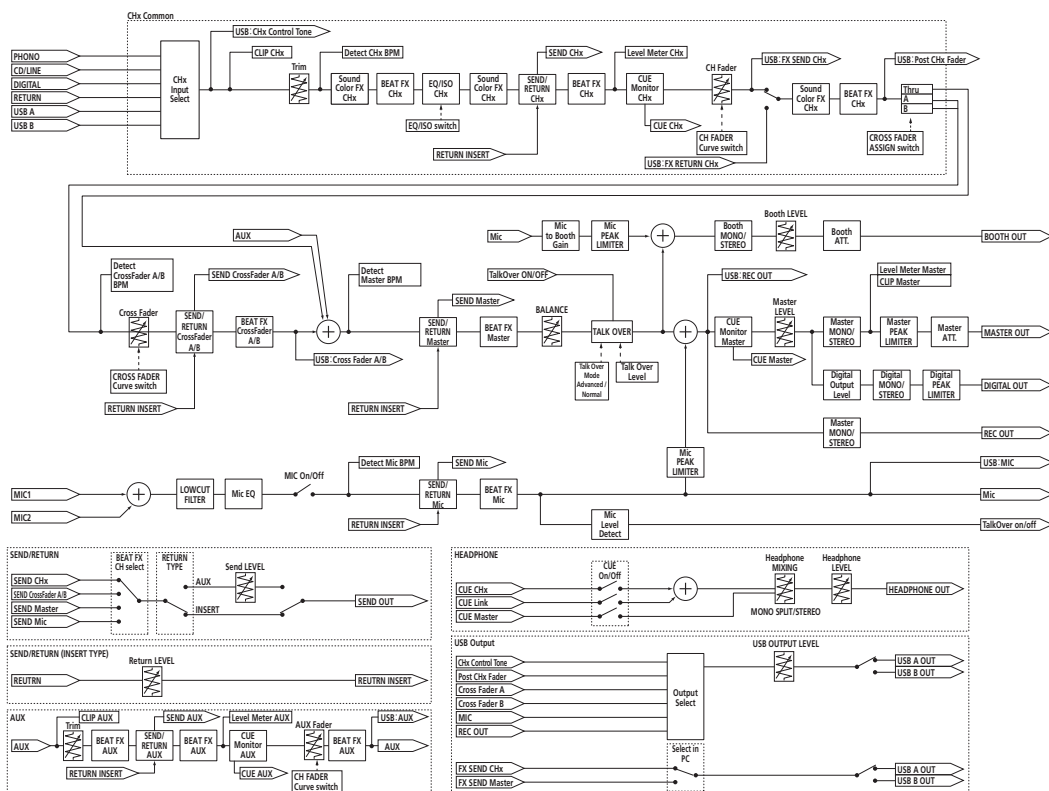 CHx Common
USB: CHx Control Tone
PHONO
CD/LINE
DIGITAL
RETURN
USB A
USB B
CHx
Input
Select
CLIP CHx
Trim
Detect CHx BPM
Sound
Color FX
CHx
BEAT FX
CHx
EQ/ISO
CHx
EQ/ISO switch
Sound
Color FX
CHx
SEND CHx
SEND/
RETURN
CHx
RETURN INSERT
BEAT FX
CHx
Level Meter CHx
CUE
Monitor
CHx
CUE CHx
CH Fader
CH FADER
Curve switch
USB: FX SEND CHx
USB: FX RETURN CHx
Sound
Color FX
CHx
BEAT FX
CHx
USB: Post CHx Fader
Thru
A
B
CROSS FADER
ASSIGN switch
AUX
Mic
Mic
to Booth
Gain
Mic
PEAK
LIMITER
Booth
MONO/
STEREO
Booth LEVEL
Booth
ATT.
BOOTH OUT
Detect
CrossFader A/B
BPM
SEND CrossFader A/B
Cross Fader
SEND/
RETURN
CrossFader
A/B
BEAT FX
CrossFader
A/B
CROSS FADER
Curve switch
RETURN INSERT
USB: Cross Fader A/B
Detect
Master BPM
SEND Master
SEND/
RETURN
Master
RETURN INSERT
BEAT FX
Master
BALANCE
TalkOver ON/OFF
TALK OVER
Talk Over
Mode
Advanced /
Normal
Talk Over
Level
USB: REC OUT
CUE
Monitor
Master
CUE Master
Master
LEVEL
Level Meter Master
CLIP Master
Master
MONO/
STEREO
Master
PEAK
LIMITER
Master
ATT.
MASTER OUT
Digital
Output
Level
Digital
MONO/
STEREO
Digital
PEAK
LIMITER
DIGITAL OUT
Master
MONO/
STEREO
REC OUT
Mic
PEAK
LIMITER
MIC1
MIC2
LOWCUT
FILTER
Mic EQ
MIC On/Off
Detect Mic BPM
SEND Mic
SEND/
RETURN
Mic
RETURN INSERT
BEAT FX
Mic
USB: MIC
Mic
Mic
Level
Detect
TalkOver on/off
SEND/RETURN
SEND CHx
SEND CrossFader A/B
SEND Master
SEND Mic
BEAT FX
CH select
RETURN
TYPE
Send LEVEL
AUX
INSERT
SEND OUT
HEADPHONE
CUE CHx
CUE Link
CUE Master
CUE
On/Off
Headphone
MIXING
Headphone
LEVEL
MONO SPLIT/STEREO
HEADPHONE OUT
SEND/RETURN (INSERT TYPE)
REUTRN
Return LEVEL
REUTRN INSERT
USB Output
CHx Control Tone
Post CHx Fader
Cross Fader A
Cross Fader B
MIC
REC OUT
Output
Select
USB OUTPUT LEVEL
USB A OUT
USB B OUT
FX SEND CHx
FX SEND Master
Select in
PC
USB A OUT
USB B OUT
AUX
AUX
CLIP AUX
Trim
BEAT FX
AUX
SEND AUX
SEND/
RETURN
AUX
RETURN INSERT
BEAT FX
AUX
Level Meter AUX
CUE
Monitor
AUX
CUE AUX
AUX Fader
CH FADER
Curve switch
BEAT FX
AUX
USB: AUX
AUX